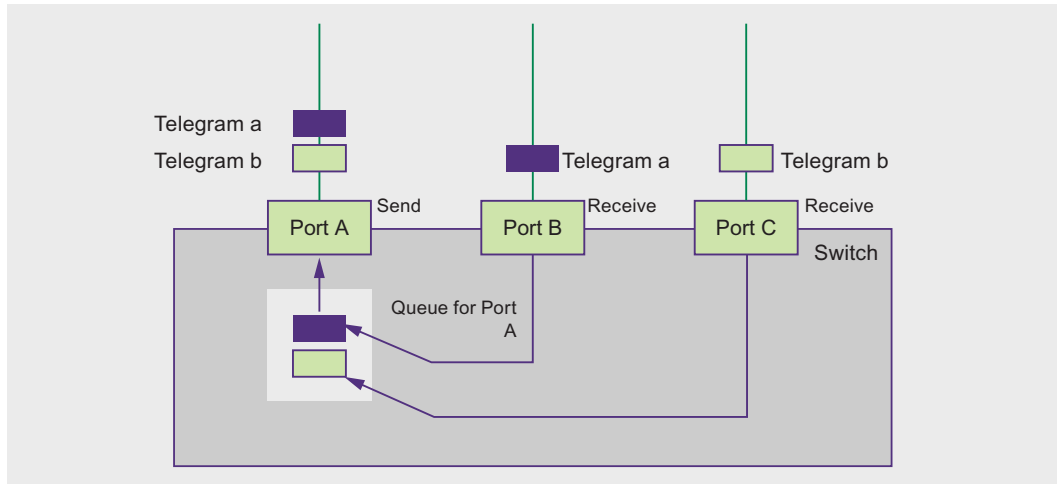 Telegram a
Telegram b
Telegram a
Telegram b
Send
Receive
Receive
Port A
Port B
Port C
Switch
Queue for Port
A